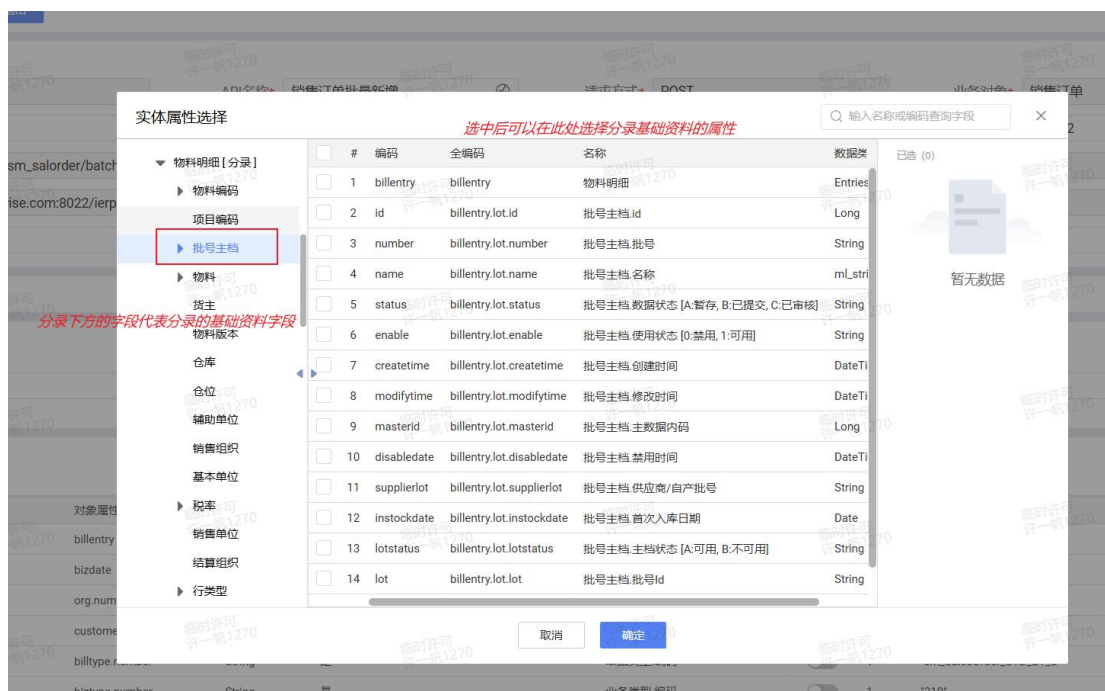 API名称* 销售订单批量新增 请求方式* POST 业务对象* 销售订单
实体属性选择
选中后可以在此处选择分录基础资料的属性
输入名称或编码查询字段
sm_salorder/batch
ise.com:8022/ierp
物料明细[分录]
物料编码
项目编码
批号主档
物料
货主
分录下方的字段代表分录的基础资料字段
物料版本
仓库
仓位
辅助单位
销售组织
基本单位
税率
销售单位
结算组织
行类型
# 编码 全编码 名称 数据类
1 billentry billentry 物料明细 Entries
2 id billentry.lot.id 批号主档.id Long
3 number billentry.lot.number 批号主档.批号 String
4 name billentry.lot.name 批号主档.名称 ml_stri
5 status billentry.lot.status 批号主档.数据状态 [A:暂存, B:已提交, C:已审核] String
6 enable billentry.lot.enable 批号主档.使用状态 [0:禁用, 1:可用] String
7 createtime billentry.lot.createtime 批号主档.创建时间 DateTi
8 modifytime billentry.lot.modifytime 批号主档.修改时间 DateTi
9 masterid billentry.lot.masterid 批号主档.主数据内码 Long
10 disabledate billentry.lot.disabledate 批号主档.禁用时间 DateTi
11 supplierlot billentry.lot.supplierlot 批号主档.供应商/自产批号 String
12 instockdate billentry.lot.instockdate 批号主档.首次入库日期 Date
13 lotstatus billentry.lot.lotstatus 批号主档.主档状态 [A:可用, B:不可用] String
14 lot billentry.lot.lot 批号主档.批号Id String
已选 (0)
暂无数据
对象属性
billentry
bizdate
org.num
custome
取消 确定
临时许可
许一帆1270